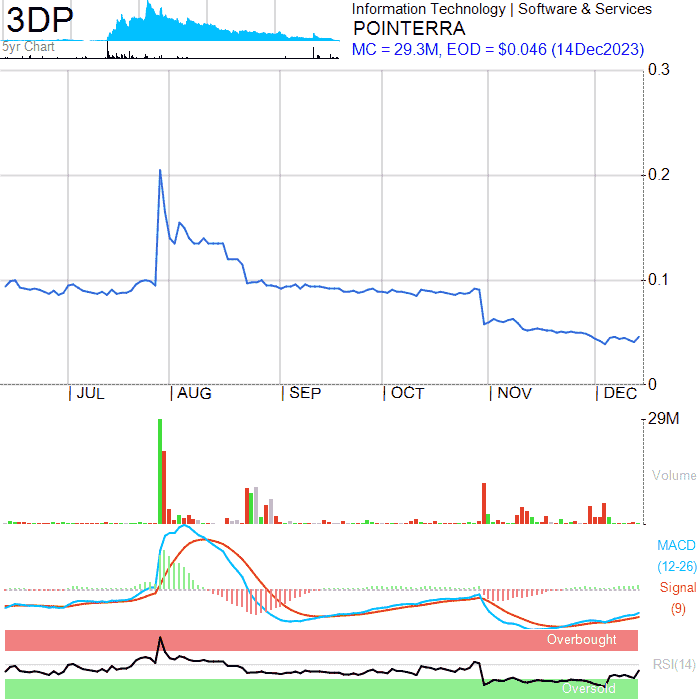 3DP
5yr Chart
Information Technology | Software & Services
POINTERRA
MC = 29.3M, EOD = $0.046 (14Dec2023)
0.3
0.2
0.1
0
JUL
AUG
SEP
OCT
NOV
DEC
29M
Volume
MACD
(12-26)
Signal
(9)
Overbought
RSI(14)
Oversold